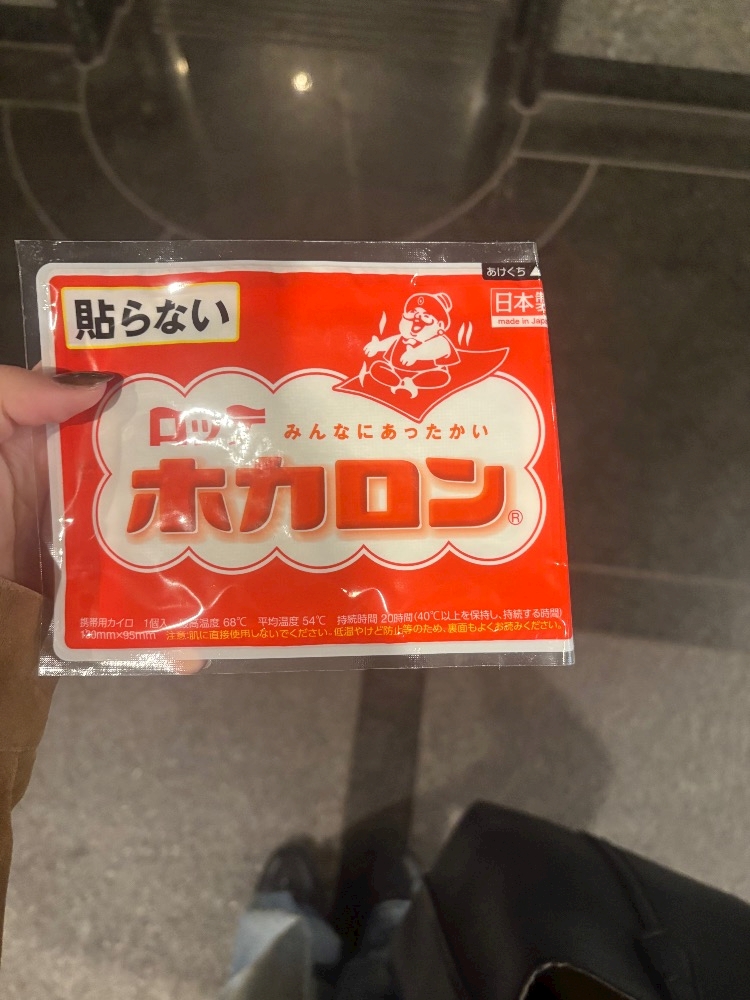 あけくち
貼らない
日本製
made in Jap
ロッテ
みんなにあったかい
ホカロン®
携帯用カイロ 1個入 最高温度 68℃ 平均温度 54℃ 持続時間 20時間(40℃以上を保持し、持続する時間)
130mm×95mm 注意:肌に直接使用しないでください。低温やけど防止等のため、裏面もよくお読みください。